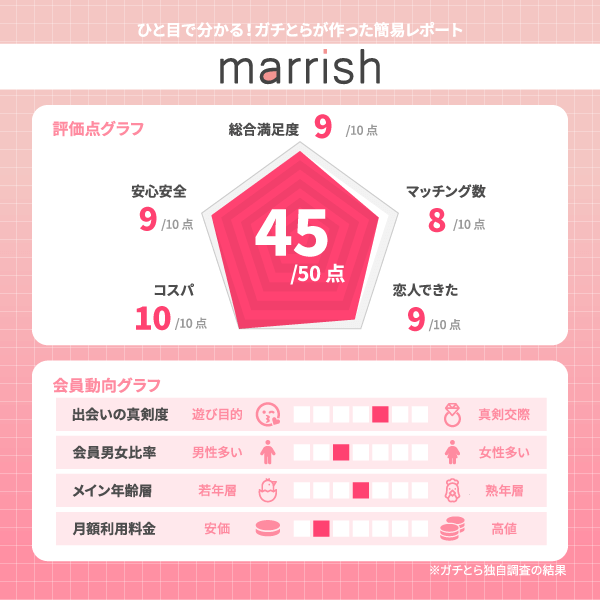 ひと目で分かる！ガチとらが作った簡易レポート
marrish
評価点グラフ
総合満足度 9 /10 点
安心安全
9 /10 点
マッチング数
8 /10 点
45
/50 点
コスパ
10 /10 点
恋人できた
9 /10 点
会員動向グラフ
出会いの真剣度 遊び目的 真剣交際
会員男女比率 男性多い 女性多い
メイン年齢層 若年層 熟年層
月額利用料金 安価 高値
※ガチとら独自調査の結果